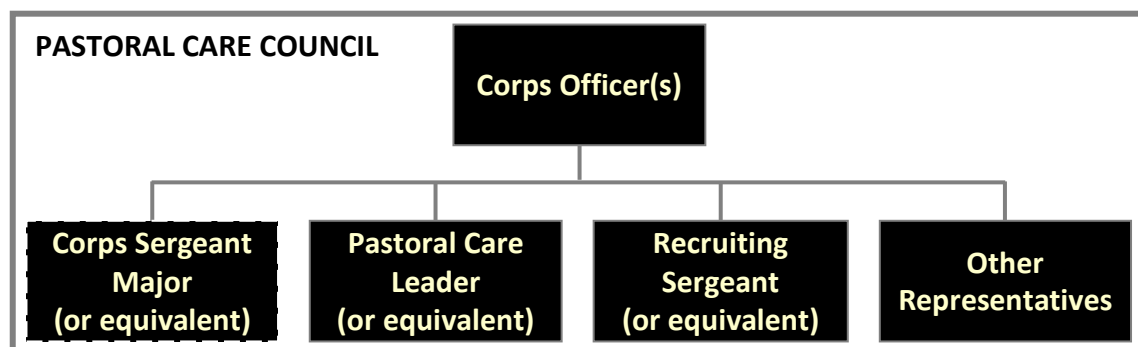 PASTORAL CARE COUNCIL
Corps Officer(s)
Corps Sergeant
Major
(or equivalent)
Pastoral Care
Leader
(or equivalent)
Recruiting
Sergeant
(or equivalent)
Other
Representatives